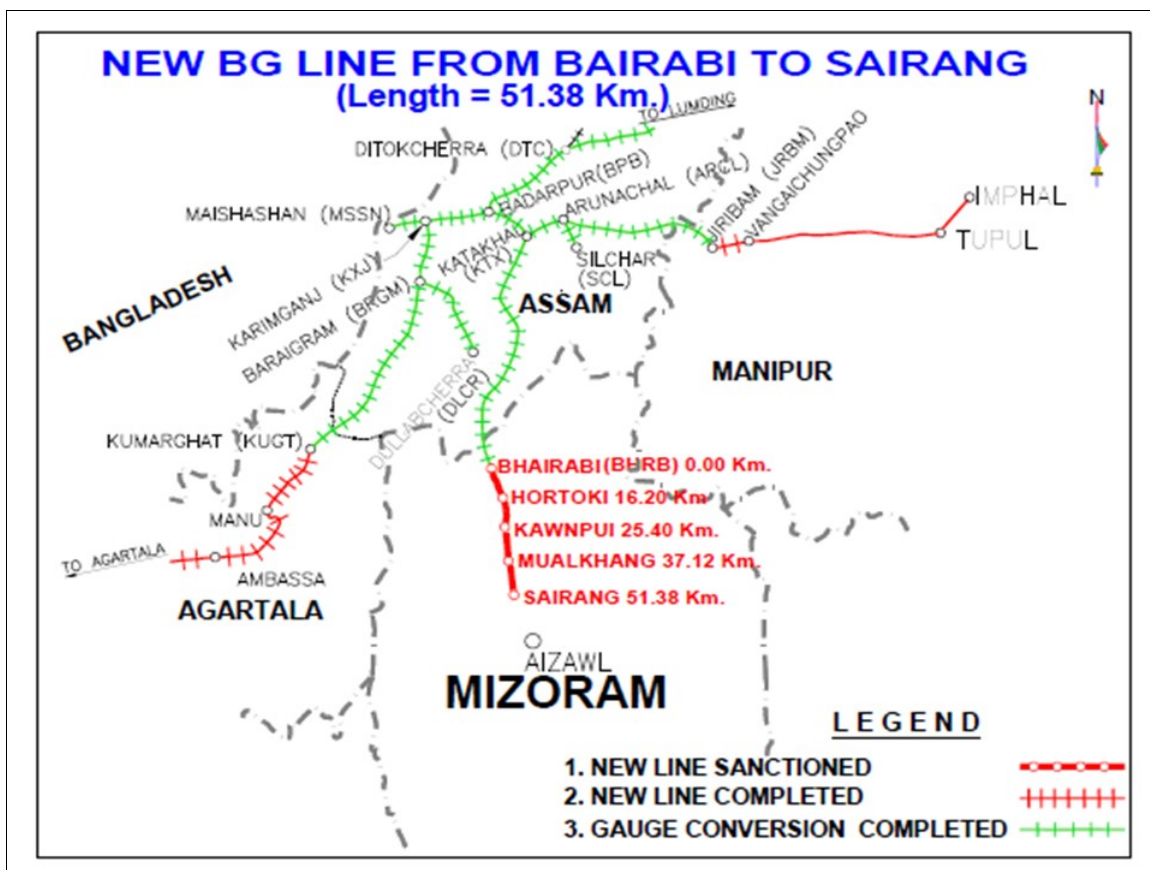 NEW BG LINE FROM BAIRABI TO SAIRANG
(Length = 51.38 Km.)
TO LUMDING
N
DITOKCHERRA (DTC)
BADARPUR(BPB)
ARUNACHAL (ARCL)
JIRIBAM (JRBM)
VANGAICHUNGPAO
MAISHASHAN (MSSN)
IMPHAL
TUPUL
KATAKHAL
(KTX)
SILCHAR
(SCL)
KARIMGANJ (KXJ)
BARAIGRAM (BRGM)
BANGLADESH
ASSAM
MANIPUR
DULLABCHERRA
(DLCR)
KUMARGHAT (KUGT)
BHAIRABI(BHRB) 0.00 Km.
HORTOKI 16.20 Km
KAWNPUI 25.40 Km.
MUALKHANG 37.12 Km.
SAIRANG 51.38 Km.
MANU
TO AGARTALA
AMBASSA
AGARTALA
AIZAWL
MIZORAM
LEGEND
1. NEW LINE SANCTIONED
2. NEW LINE COMPLETED
3. GAUGE CONVERSION COMPLETED